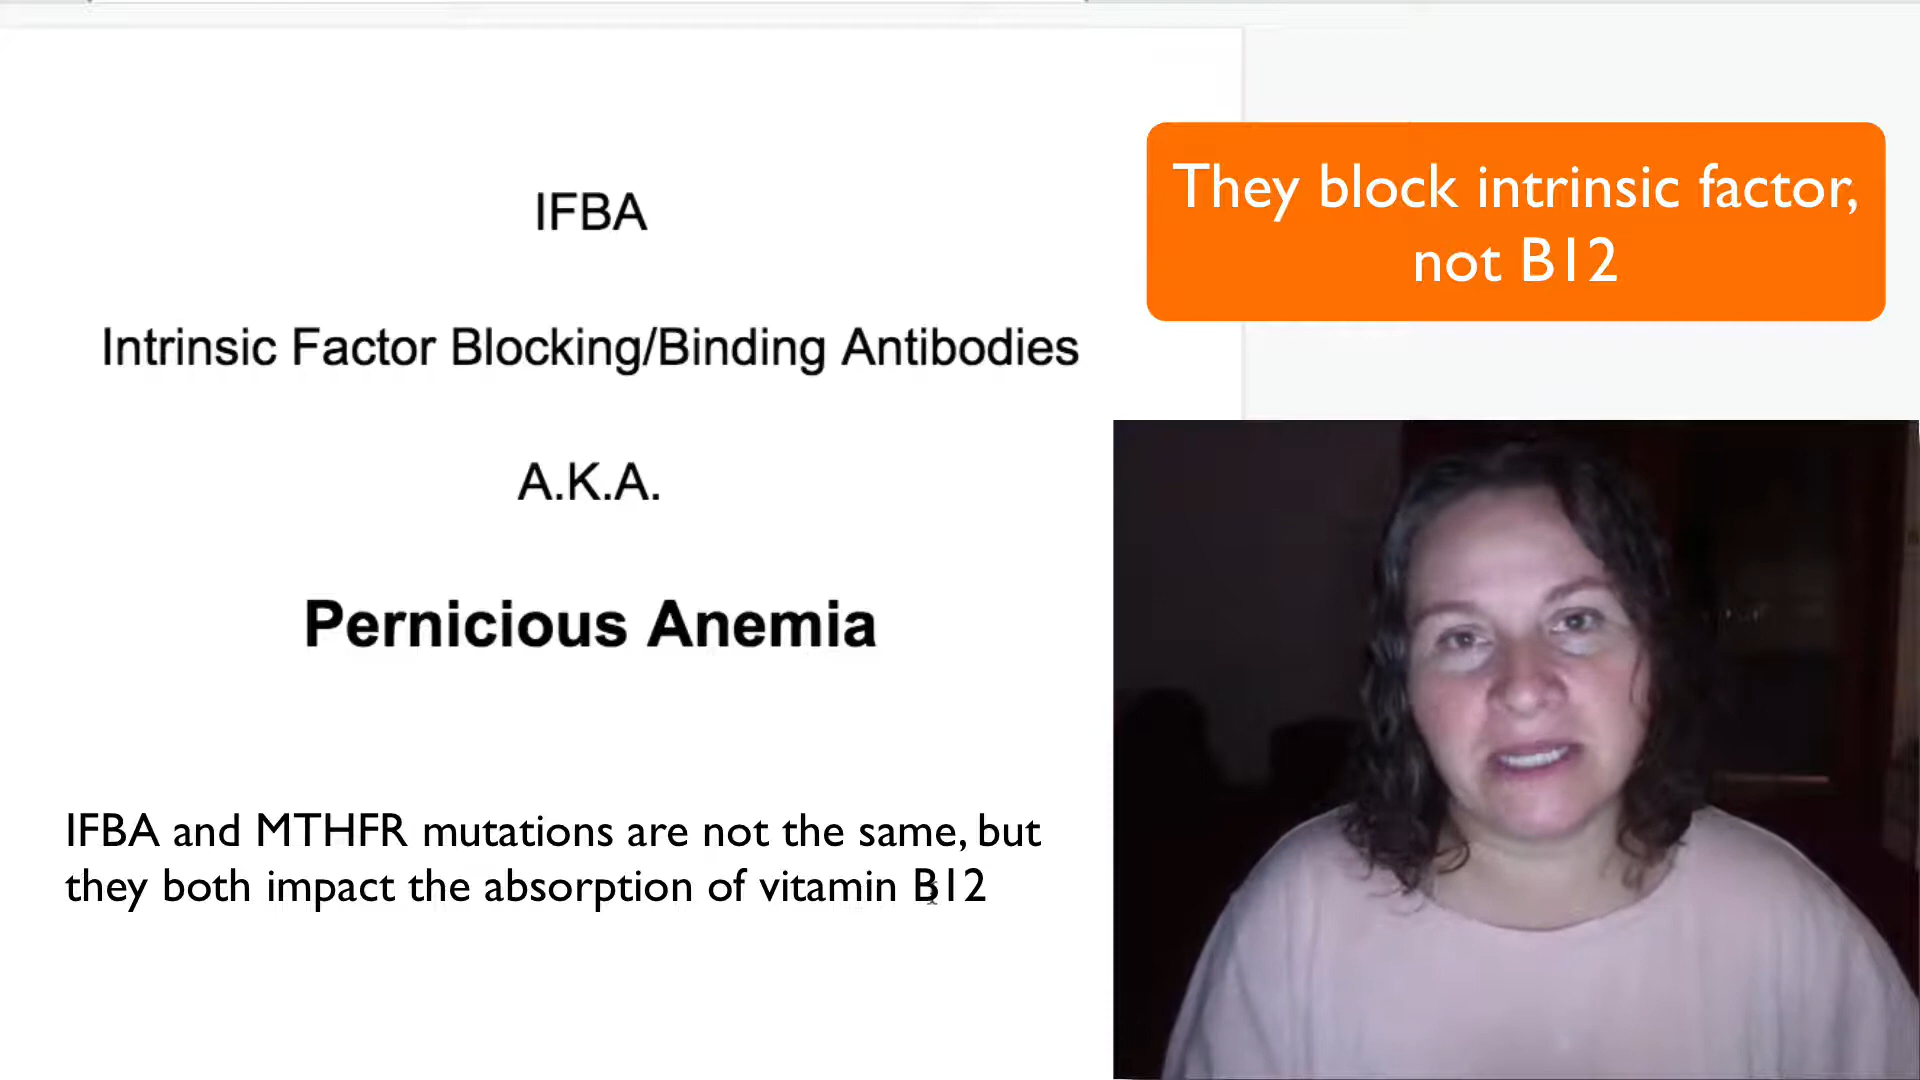 IFBA
Intrinsic Factor Blocking/Binding Antibodies
A.K.A.
Pernicious Anemia
IFBA and MTHFR mutations are not the same, but
they both impact the absorption of vitamin B12
They block intrinsic factor,
not B12